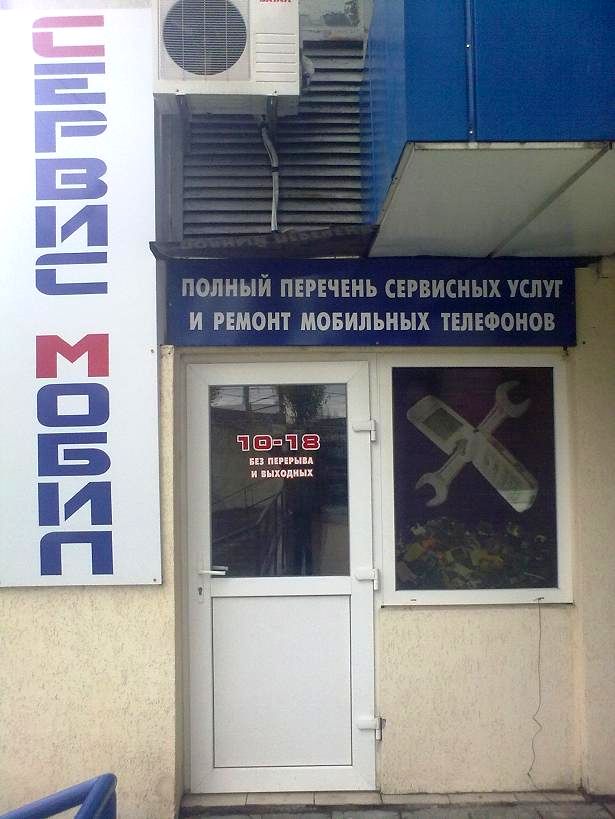 СЕРВИС МОБИЛ
ПОЛНЫЙ ПЕРЕЧЕНЬ СЕРВИСНЫХ УСЛУГ
И РЕМОНТ МОБИЛЬНЫХ ТЕЛЕФОНОВ
10-18
БЕЗ ПЕРЕРЫВА
И ВЫХОДНЫХ